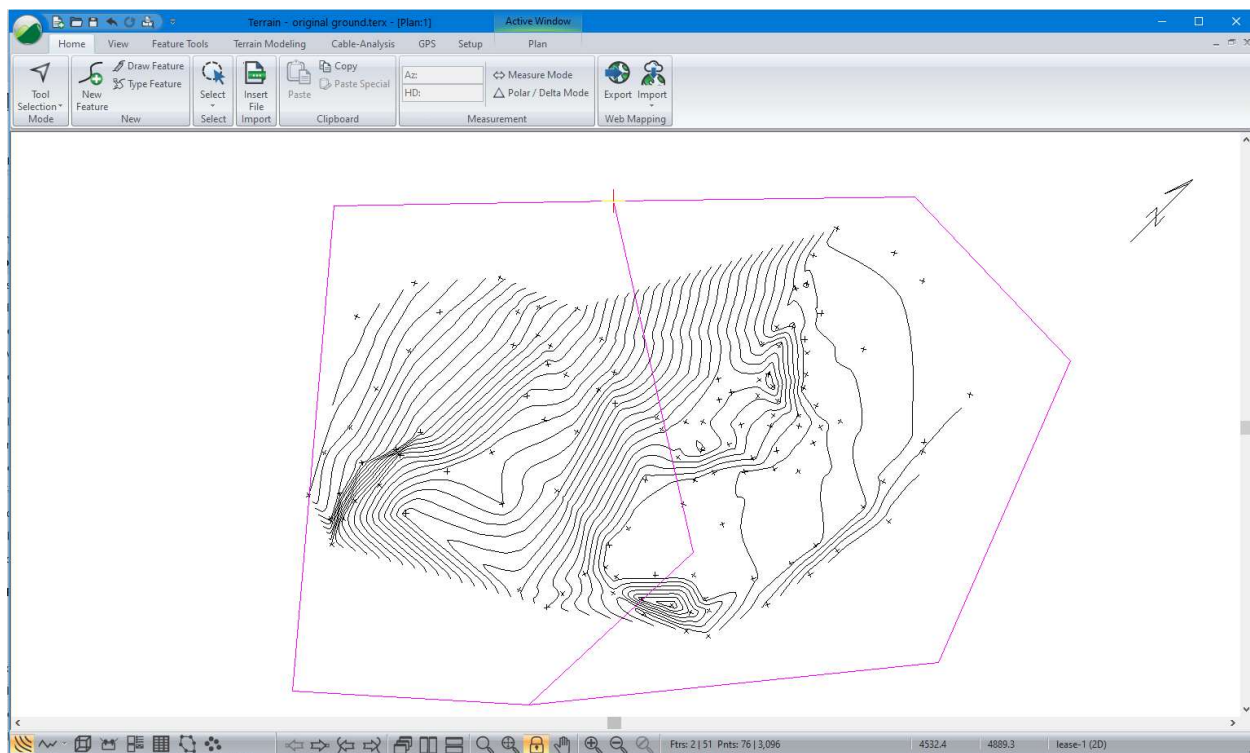 Terrain - original ground.terx - [Plan:1]
Active Window
Home View Feature Tools Terrain Modeling Cable-Analysis GPS Setup Plan
Tool Selection Mode
New Feature
Draw Feature
Type Feature
New
Select
Select
Insert File
Import
Paste
Copy
Paste Special
Clipboard
Az:
HD:
Measure Mode
Polar / Delta Mode
Measurement
Export
Import
Web Mapping
Z
Ftrs: 2 | 51 Pnts: 76 | 3,096
4532.4
4889.3
lease-1 (2D)